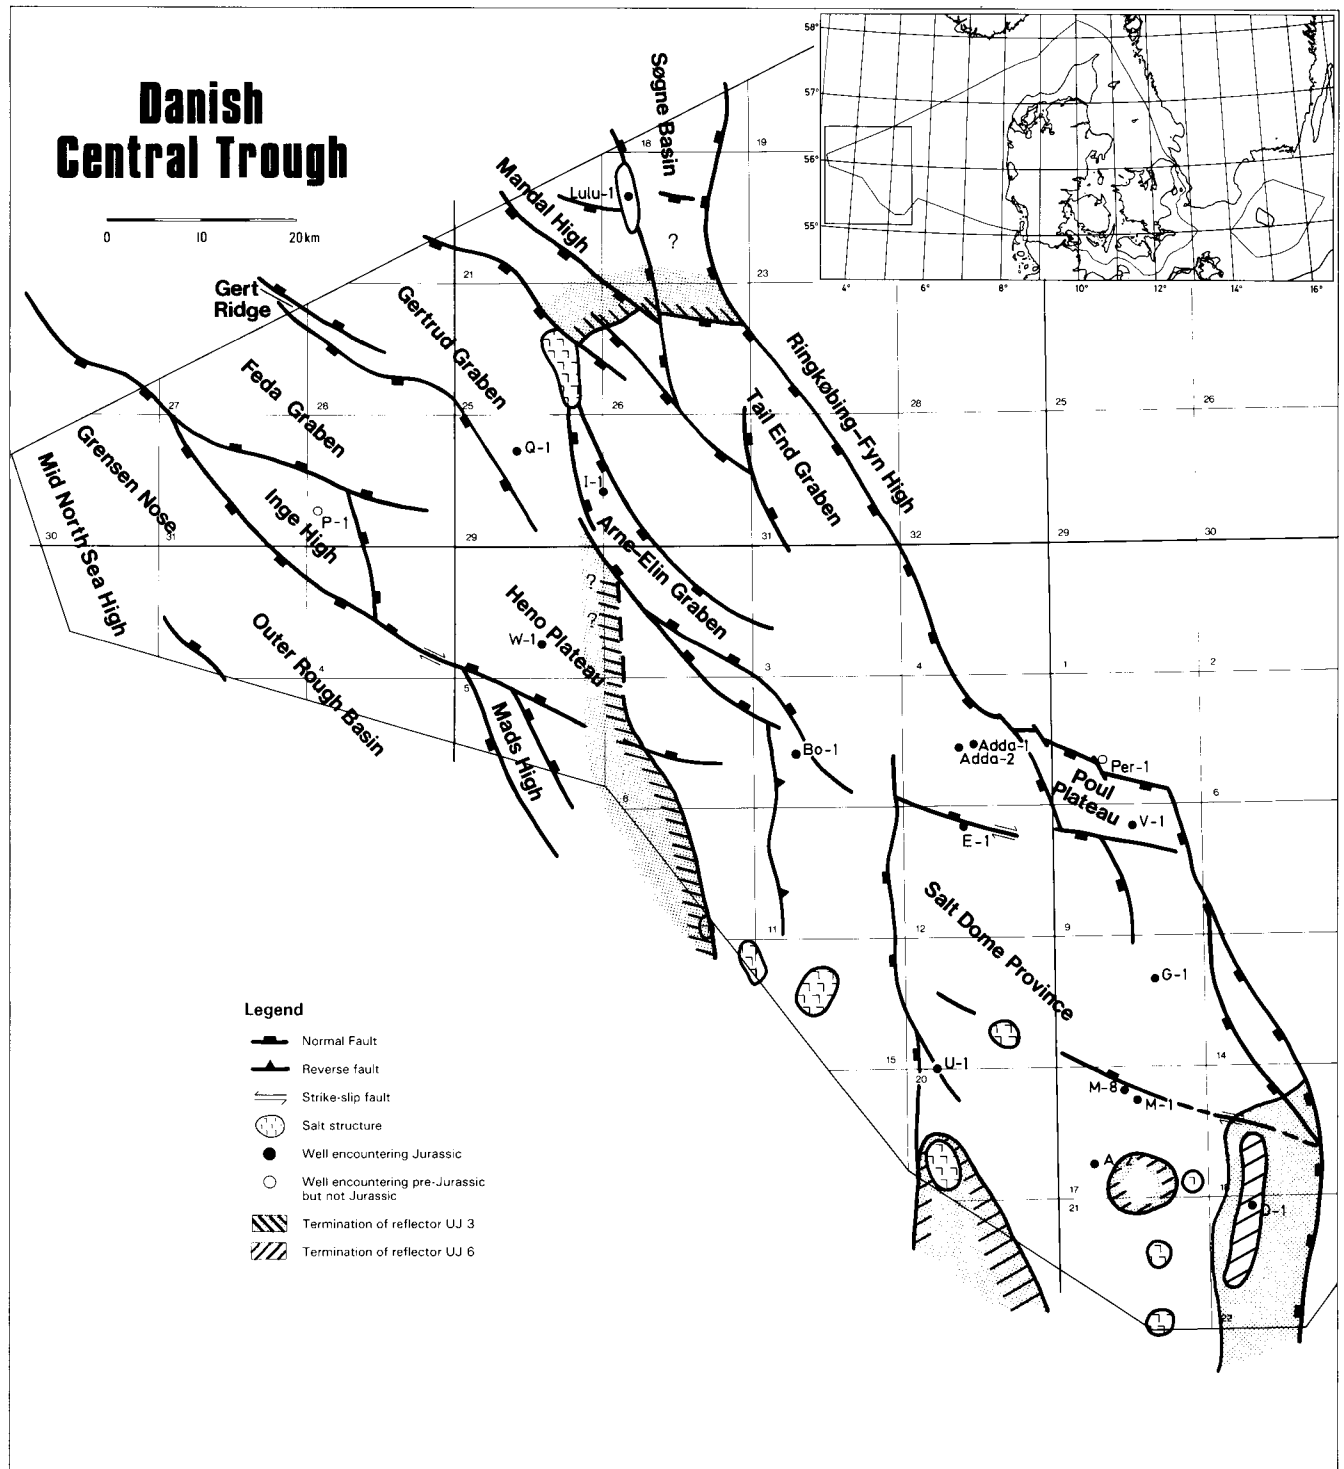 Danish
Central Trough
0 10 20 km
58°
57°
56°
55°
4° 6° 8° 10° 12° 14° 16°
Søgne Basin
18
19
Mandal High
Lulu-1
?
21
23
Gert
Ridge
Gertrud Graben
Feda Graben
Ringkøbing-Fyn High
Tail End Graben
27
28
25
26
28
25
26
Grensen Nose
Mid North Sea High
Q-1
I-1
P-1
Inge High
Arne-Elin Graben
30
31
29
31
32
29
30
?
?
Heno Plateau
W-1
Outer Rough Basin
4
5
3
4
1
2
Mads High
Bo-1
Adda-1
Adda-2
Per-1
Poul
Plateau
8
6
V-1
E-1
Salt Dome Province
11
12
9
G-1
15
20
14
U-1
M-8
M-1
A-2
17
21
18
O-1
22
Legend
Normal Fault
Reverse fault
Strike-slip fault
Salt structure
Well encountering Jurassic
Well encountering pre-Jurassic
but not Jurassic
Termination of reflector UJ 3
Termination of reflector UJ 6